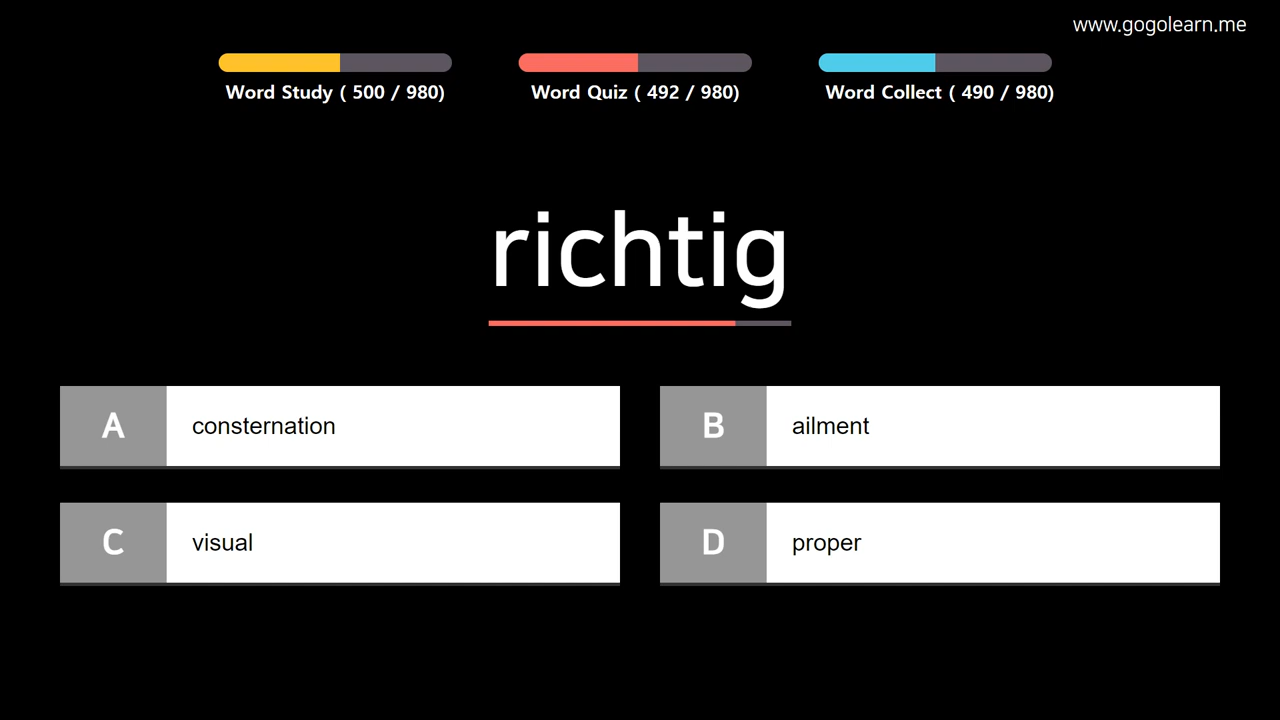 www.gogolearn.me
Word Study ( 500 / 980)
Word Quiz ( 492 / 980)
Word Collect ( 490 / 980)
richtig
A consternation
B ailment
C visual
D proper